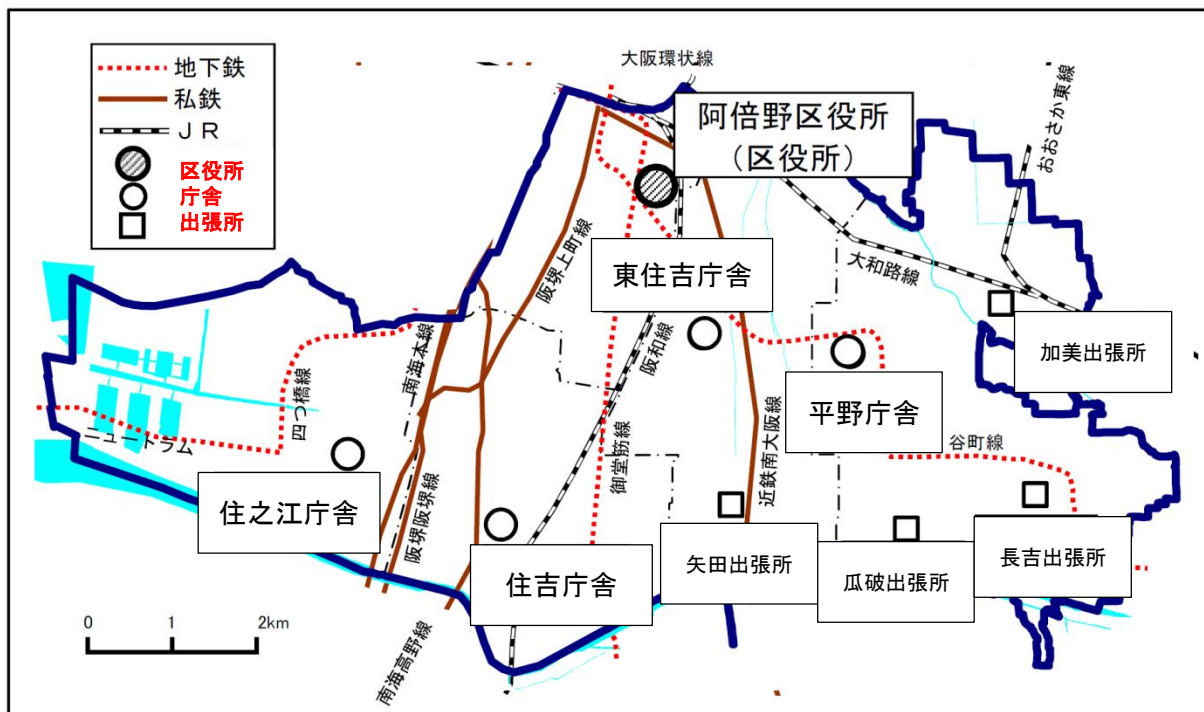 地下鉄
私鉄
ＪＲ
区役所
庁舎
出張所
大阪環状線
おおさか東線
阿倍野区役所
（区役所）
阪堺上町線
東住吉庁舎
大和路線
阪和線
南海本線
加美出張所
四つ橋線
近鉄南大阪線
平野庁舎
ニュートラム
御堂筋線
谷町線
住之江庁舎
阪堺阪堺線
住吉庁舎
矢田出張所
瓜破出張所
長吉出張所
南海高野線
0 1 2km